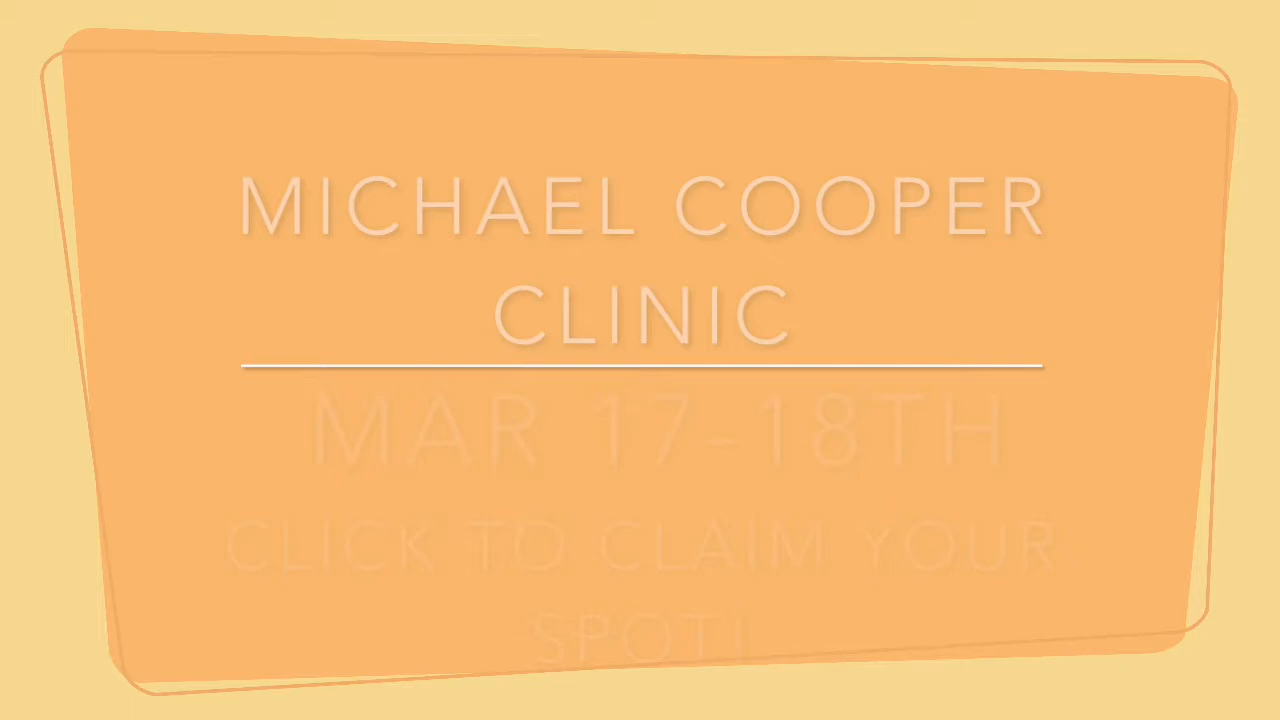 MICHAEL COOPER
CLINIC
MAR 17-18TH
CLICK TO CLAIM YOUR
SPOT!